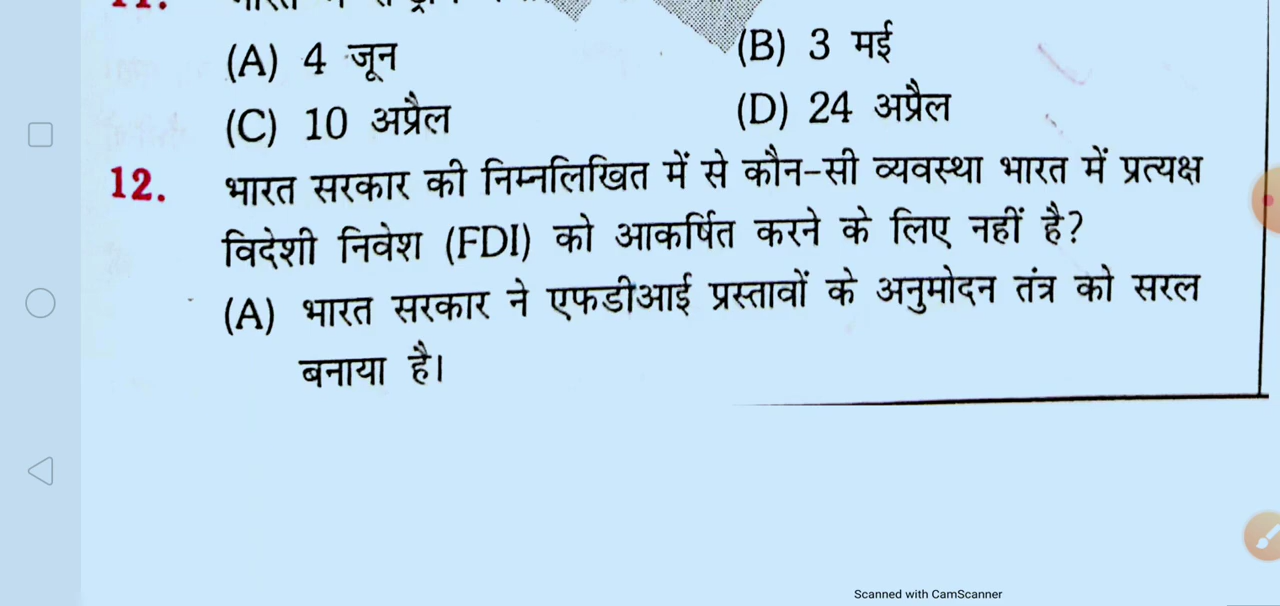 (A) 4 जून
(B) 3 मई
(C) 10 अप्रैल
(D) 24 अप्रैल
12. भारत सरकार की निम्नलिखित में से कौन-सी व्यवस्था भारत में प्रत्यक्ष
विदेशी निवेश (FDI) को आकर्षित करने के लिए नहीं है?
(A) भारत सरकार ने एफडीआई प्रस्तावों के अनुमोदन तंत्र को सरल
बनाया है।
Scanned with CamScanner